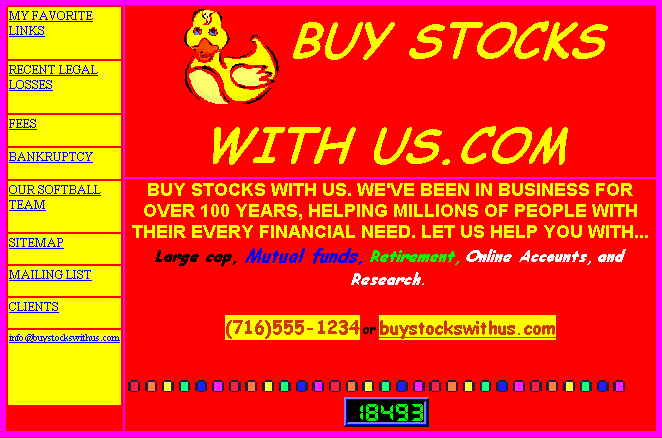 MY FAVORITE
LINKS
RECENT LEGAL
LOSSES
FEES
BANKRUPTCY
OUR SOFTBALL
TEAM
SITEMAP
MAILING LIST
CLIENTS
info@buystockswithus.com
BUY STOCKS
WITH US.COM
BUY STOCKS WITH US. WE'VE BEEN IN BUSINESS FOR
OVER 100 YEARS, HELPING MILLIONS OF PEOPLE WITH
THEIR EVERY FINANCIAL NEED. LET US HELP YOU WITH...
Large cap, Mutual funds, Retirement, Online Accounts, and
Research.
(716)555-1234 or buystockswithus.com
18493